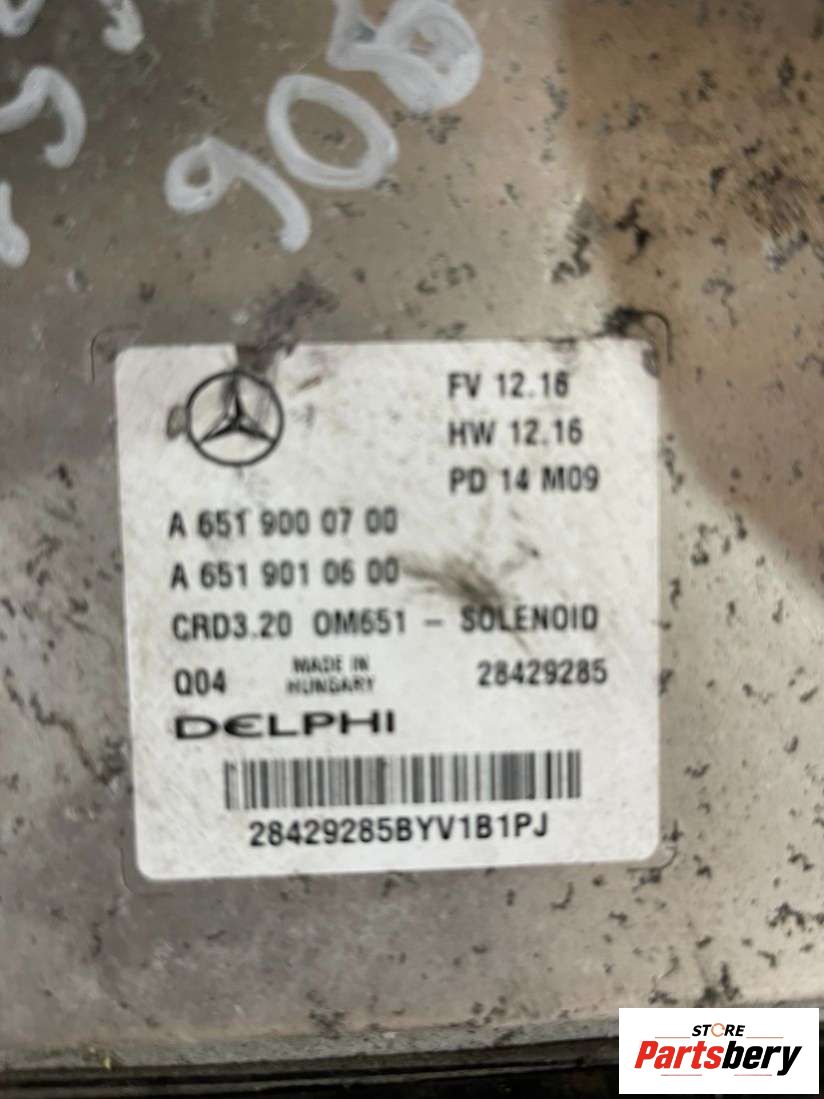 906
FV 12.16
HW 12.16
PD 14 M09
A 651 900 07 00
A 651 901 06 00
CRD3.20 OM651 - SOLENOID
Q04 MADE IN HUNGARY 28429285
DELPHI
28429285BYV1B1PJ
STORE
Partsbery